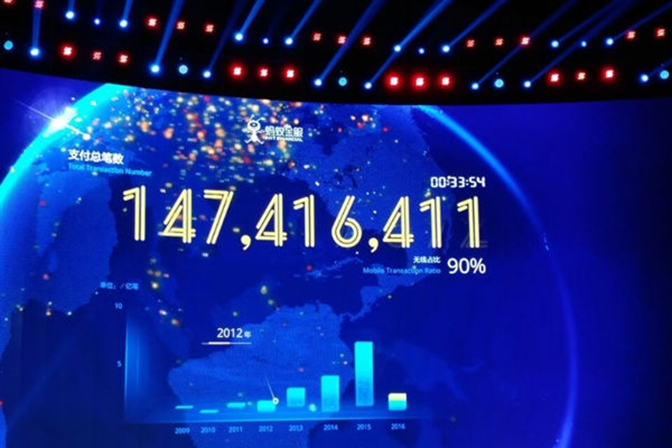 蚂蚁金服
ANT FINANCIAL
支付总笔数
Total Transaction Number
00:33:54
147,416,411
无线占比
Mobile Transaction Ratio
90%
单位：/亿笔
10
5
2012年
2009 2010 2011 2012 2013 2014 2015 2016